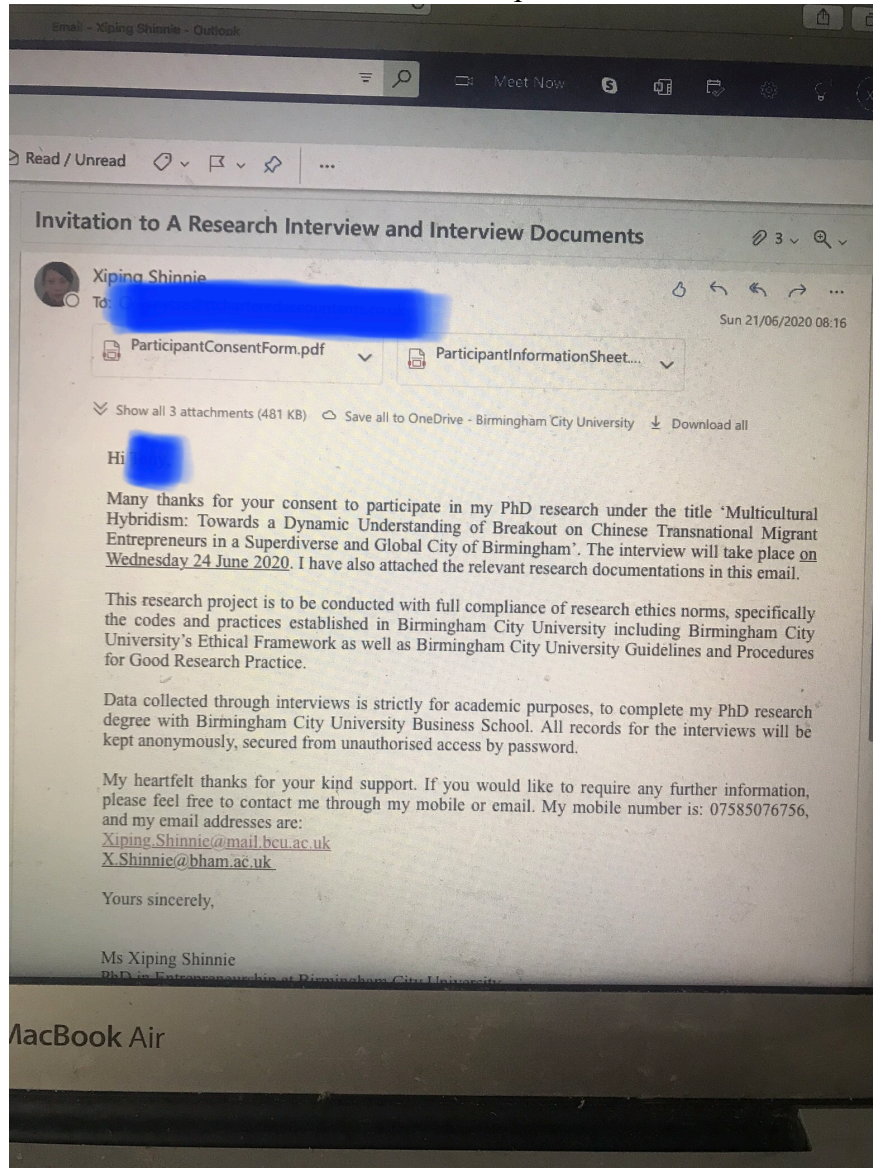 Email - Xiping Shinnie - Outlook
Meet Now
Read / Unread
Invitation to A Research Interview and Interview Documents
3
Xiping Shinnie
To:
Sun 21/06/2020 08:16
ParticipantConsentForm.pdf
ParticipantInformationSheet....
Show all 3 attachments (481 KB) Save all to OneDrive - Birmingham City University Download all
Hi
Many thanks for your consent to participate in my PhD research under the title ‘Multicultural
Hybridism: Towards a Dynamic Understanding of Breakout on Chinese Transnational Migrant
Entrepreneurs in a Superdiverse and Global City of Birmingham’. The interview will take place on
Wednesday 24 June 2020. I have also attached the relevant research documentations in this email.
This research project is to be conducted with full compliance of research ethics norms, specifically
the codes and practices established in Birmingham City University including Birmingham City
University’s Ethical Framework as well as Birmingham City University Guidelines and Procedures
for Good Research Practice.
Data collected through interviews is strictly for academic purposes, to complete my PhD research
degree with Birmingham City University Business School. All records for the interviews will be
kept anonymously, secured from unauthorised access by password.
My heartfelt thanks for your kind support. If you would like to require any further information,
please feel free to contact me through my mobile or email. My mobile number is: 07585076756,
and my email addresses are:
Xiping.Shinnie@mail.bcu.ac.uk
X.Shinnie@bham.ac.uk
Yours sincerely,
Ms Xiping Shinnie
PhD in Entrepreneurship at Birmingham City University
MacBook Air